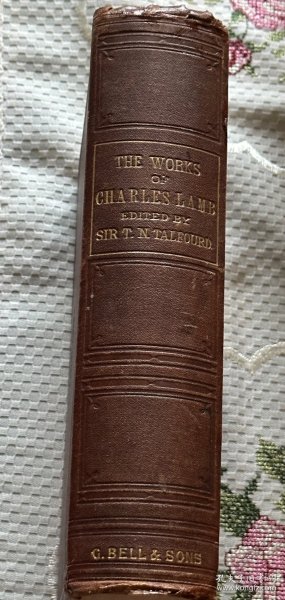 THE WORKS
OF
CHARLES LAMB
EDITED BY
SIR T. N. TALFOURD.
G. BELL & SONS